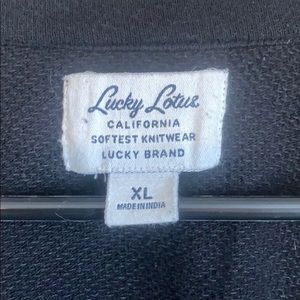 Lucky Lotus
CALIFORNIA
SOFTEST KNITWEAR
LUCKY BRAND
XL
MADE IN INDIA